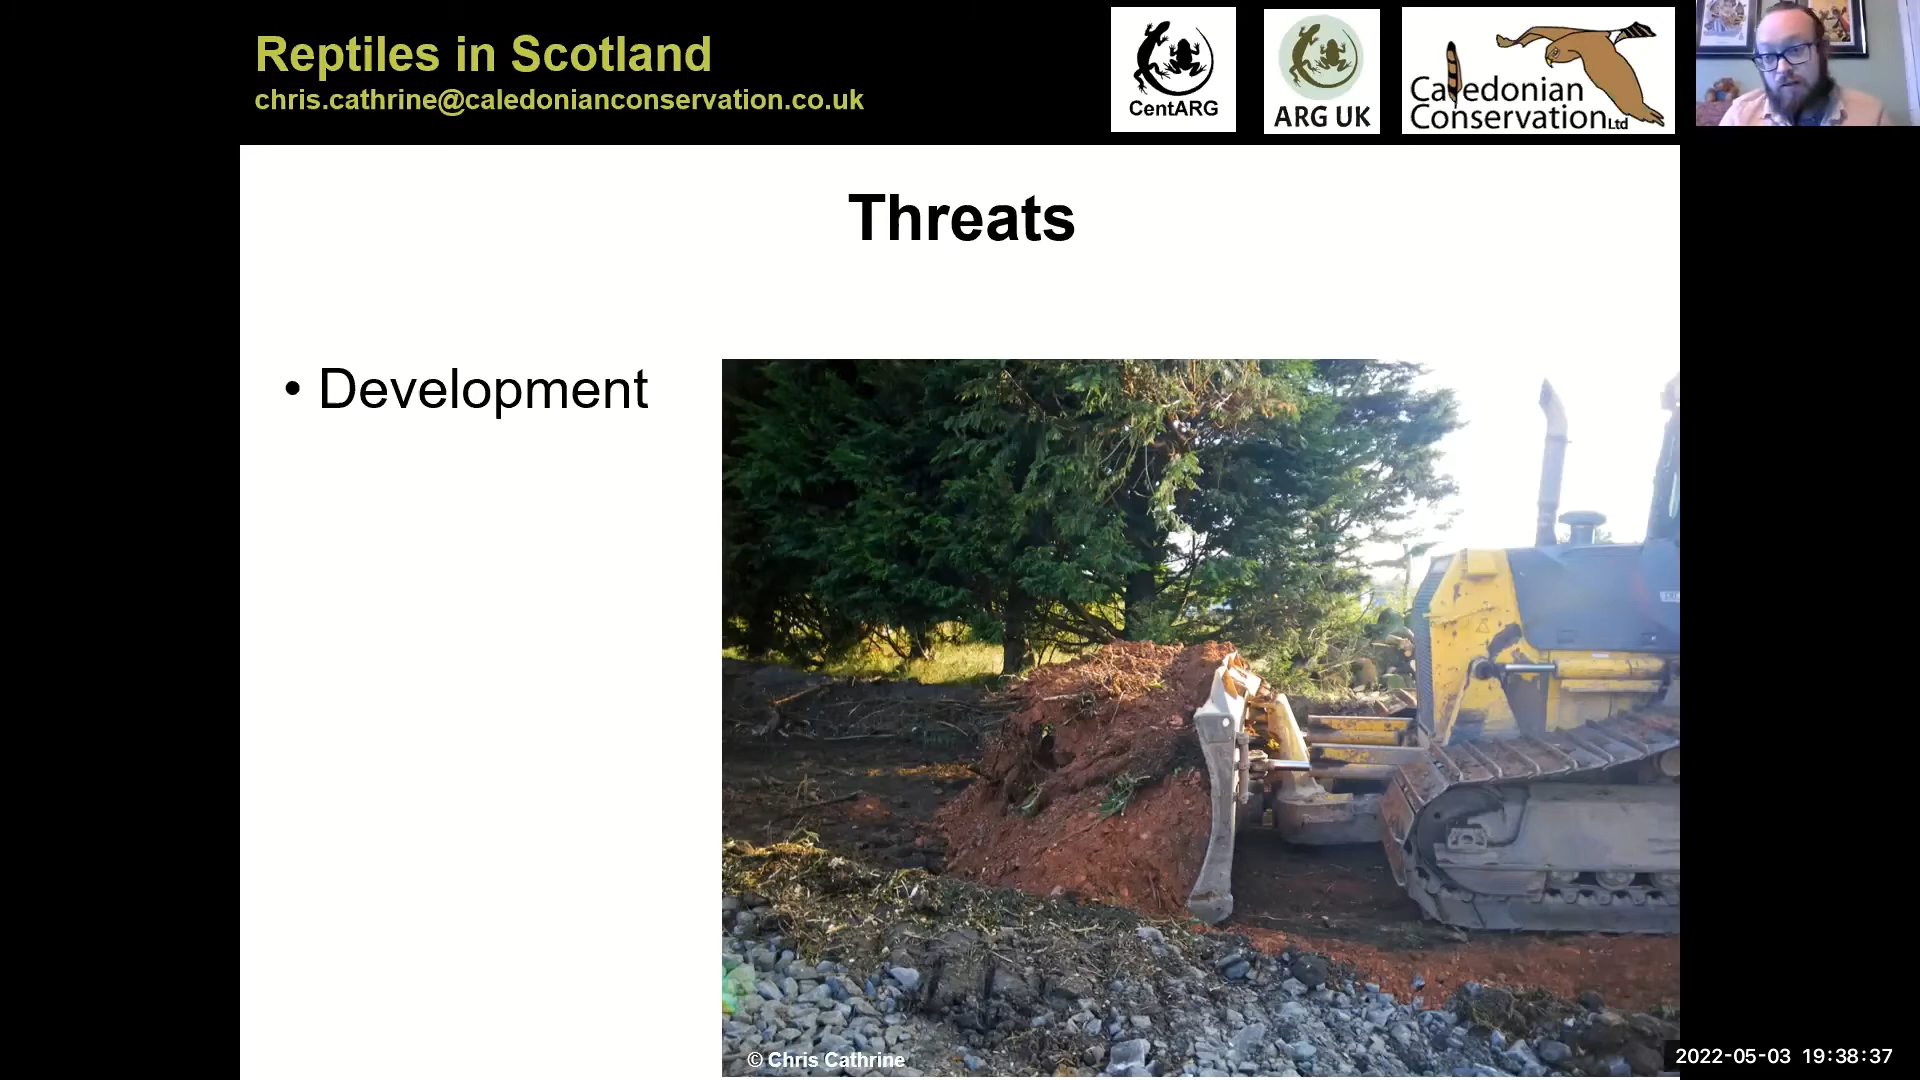 Reptiles in Scotland
chris.cathrine@caledonianconservation.co.uk
CentARG
ARG UK
Caledonian
Conservation Ltd
Threats
• Development
© Chris Cathrine
2022-05-03 19:38:37